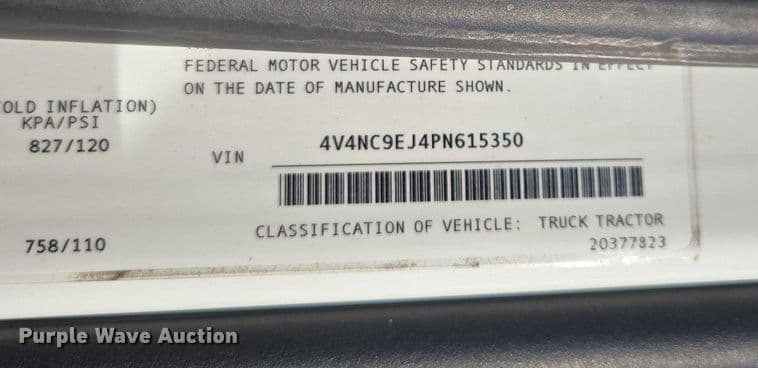 FEDERAL MOTOR VEHICLE SAFETY STANDARDS IN EFFECT
ON THE DATE OF MANUFACTURE SHOWN.
OLD INFLATION)
KPA/PSI
827/120
VIN 4V4NC9EJ4PN615350
CLASSIFICATION OF VEHICLE: TRUCK TRACTOR
758/110
20377823
Purple Wave Auction